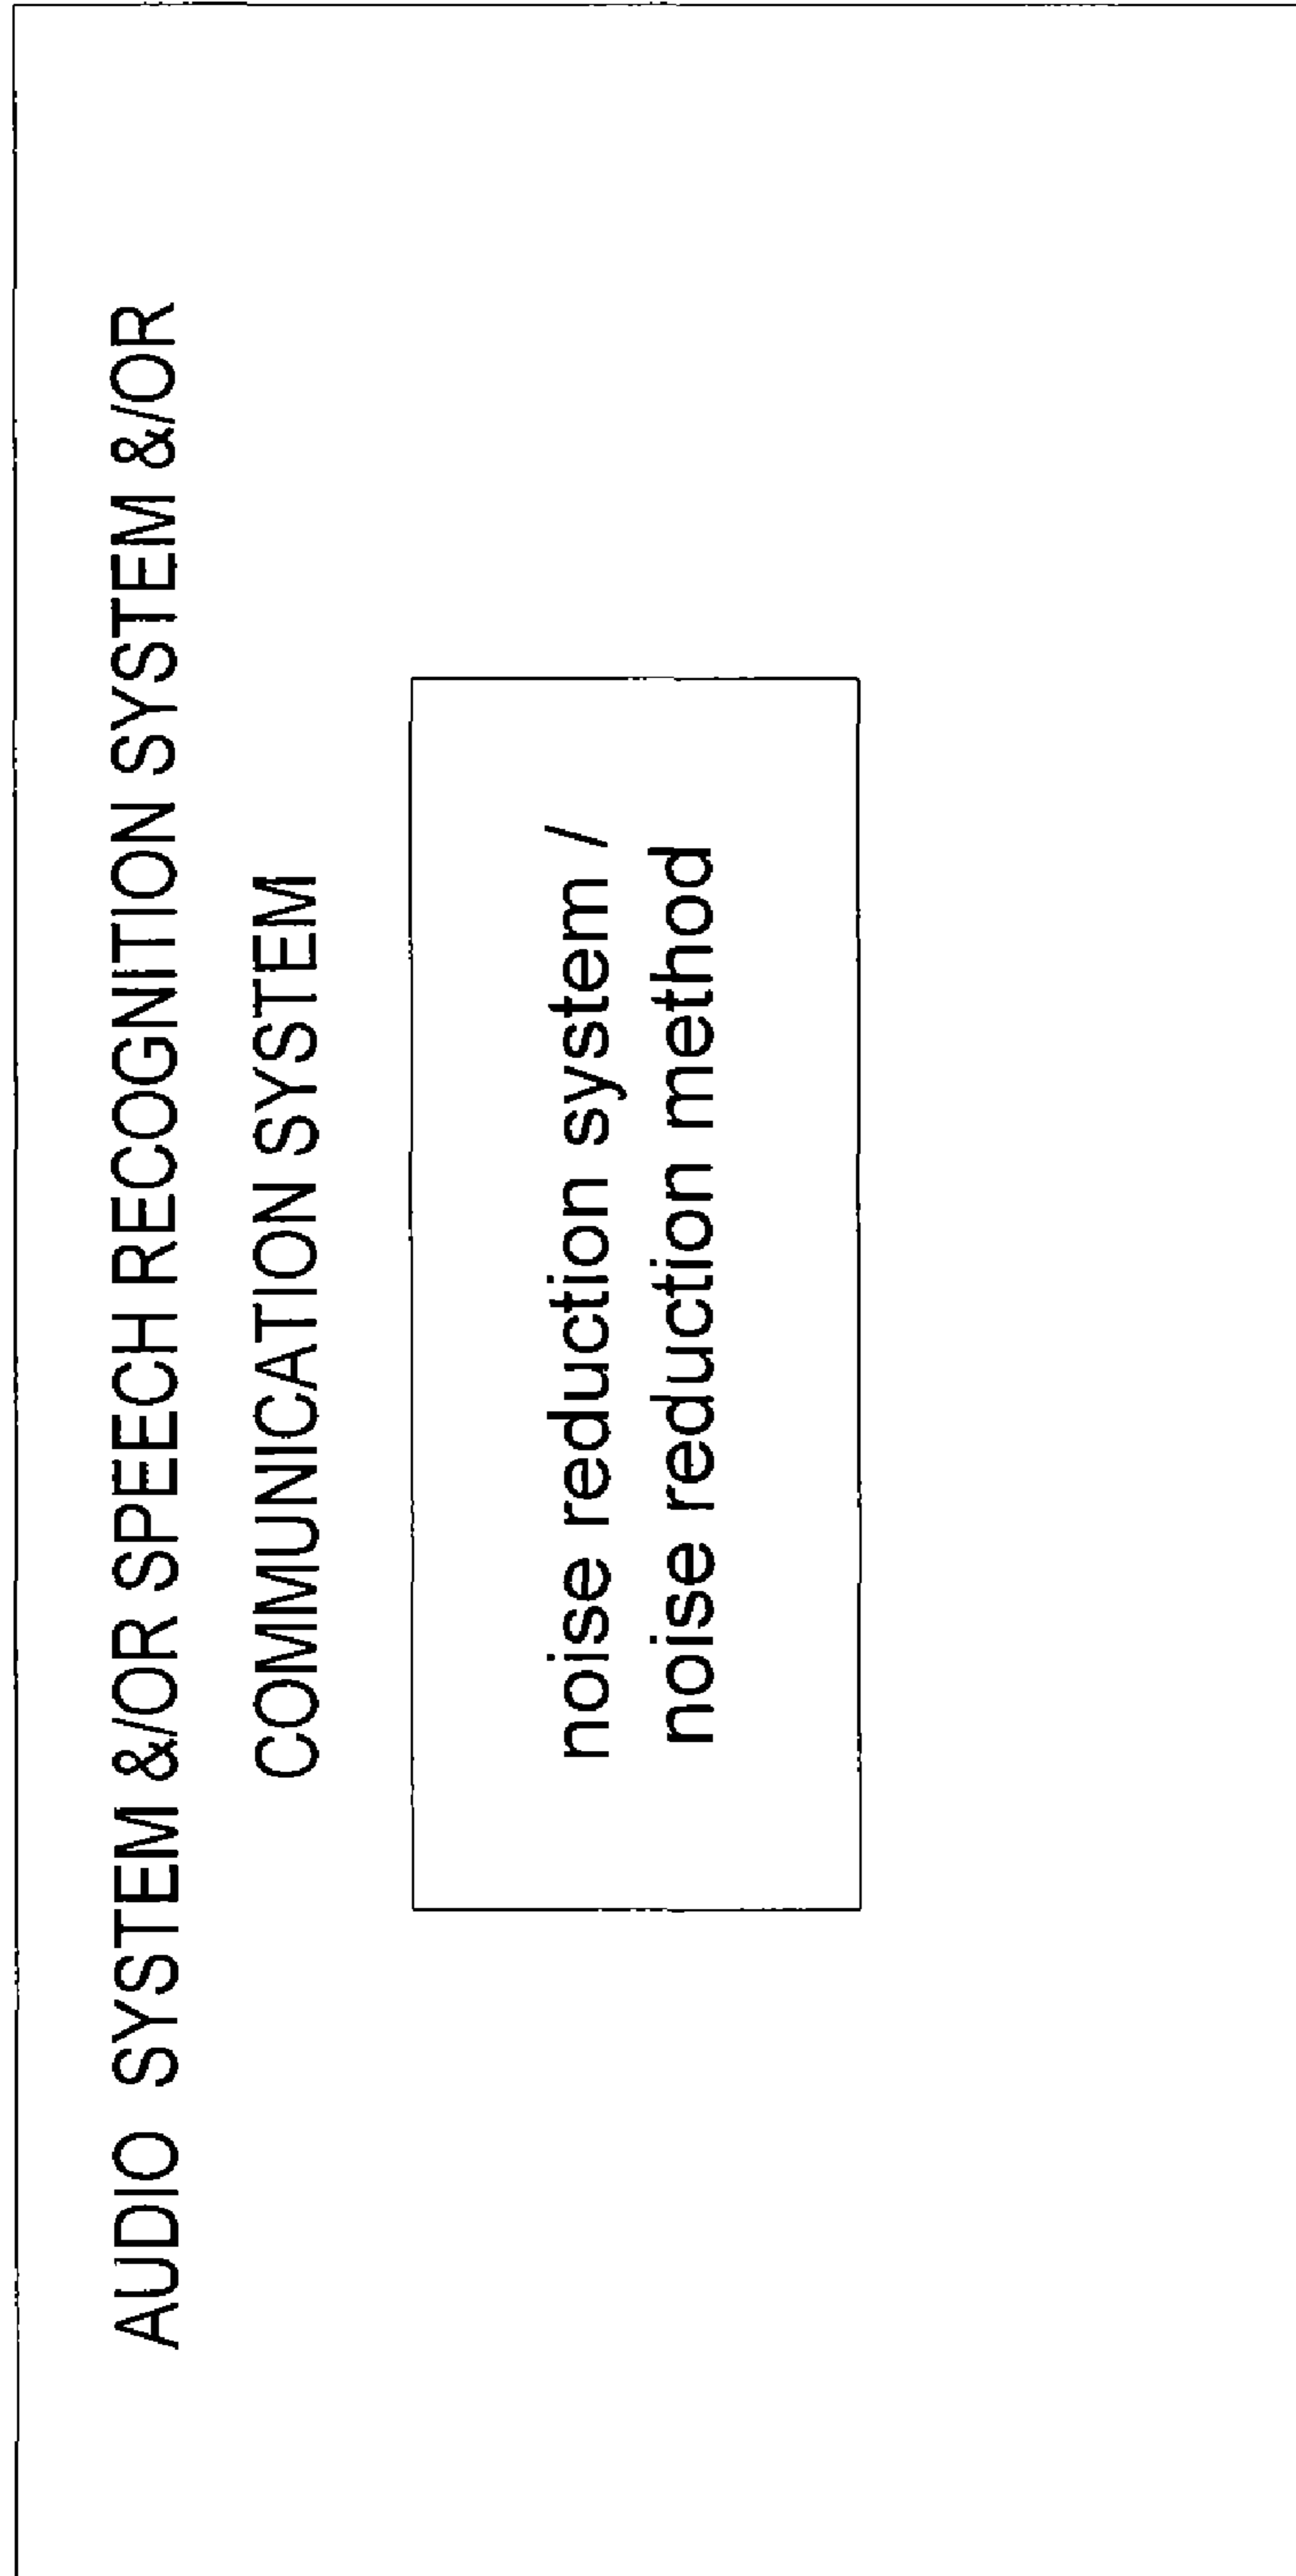 AUDIO SYSTEM &/OR SPEECH RECOGNITION SYSTEM &/OR
COMMUNICATION SYSTEM
noise reduction system /
noise reduction method